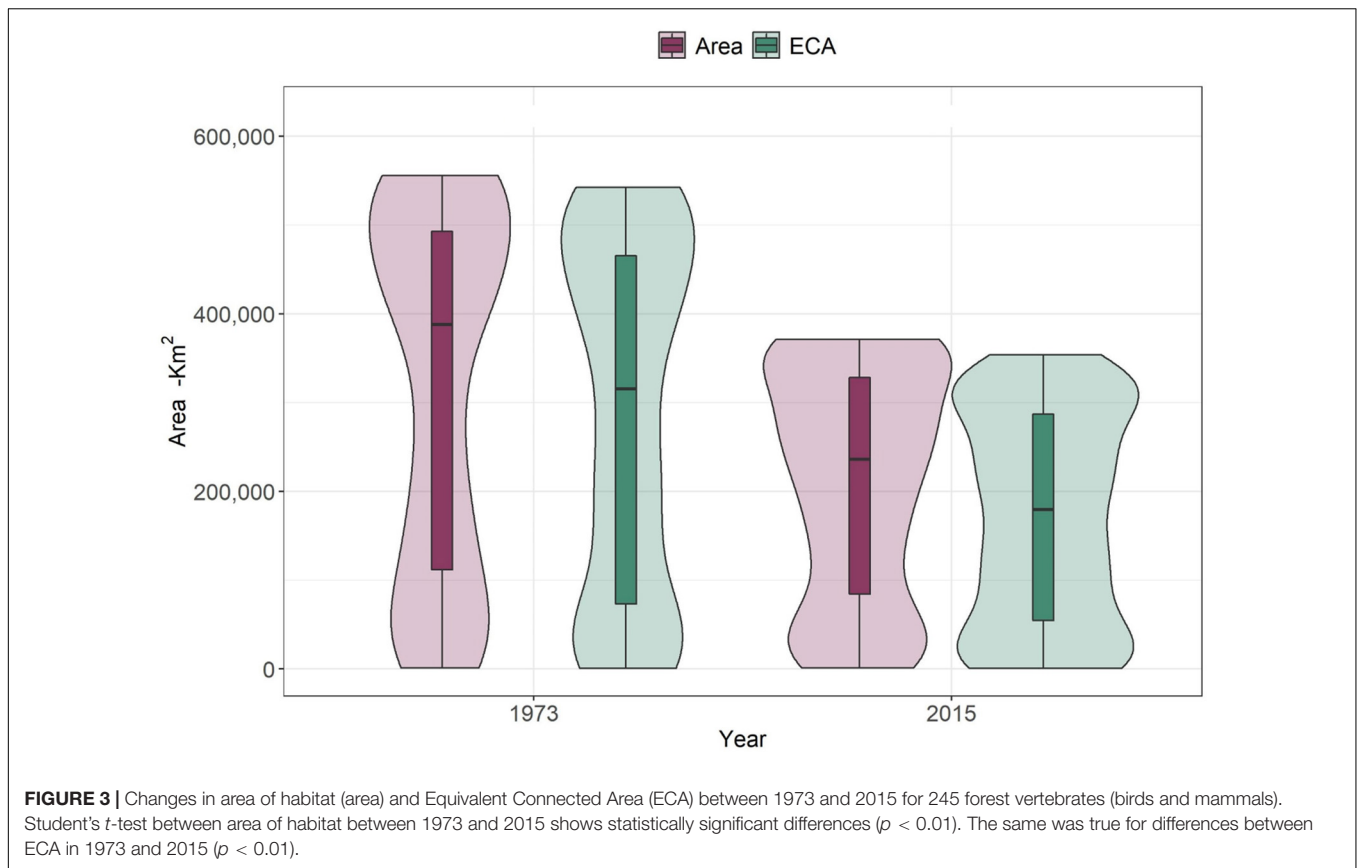 Area ECA
600,000
400,000
200,000
0
Area -Km²
1973 2015
Year
FIGURE 3 | Changes in area of habitat (area) and Equivalent Connected Area (ECA) between 1973 and 2015 for 245 forest vertebrates (birds and mammals).
Student's t-test between area of habitat between 1973 and 2015 shows statistically significant differences (p < 0.01). The same was true for differences between
ECA in 1973 and 2015 (p < 0.01).